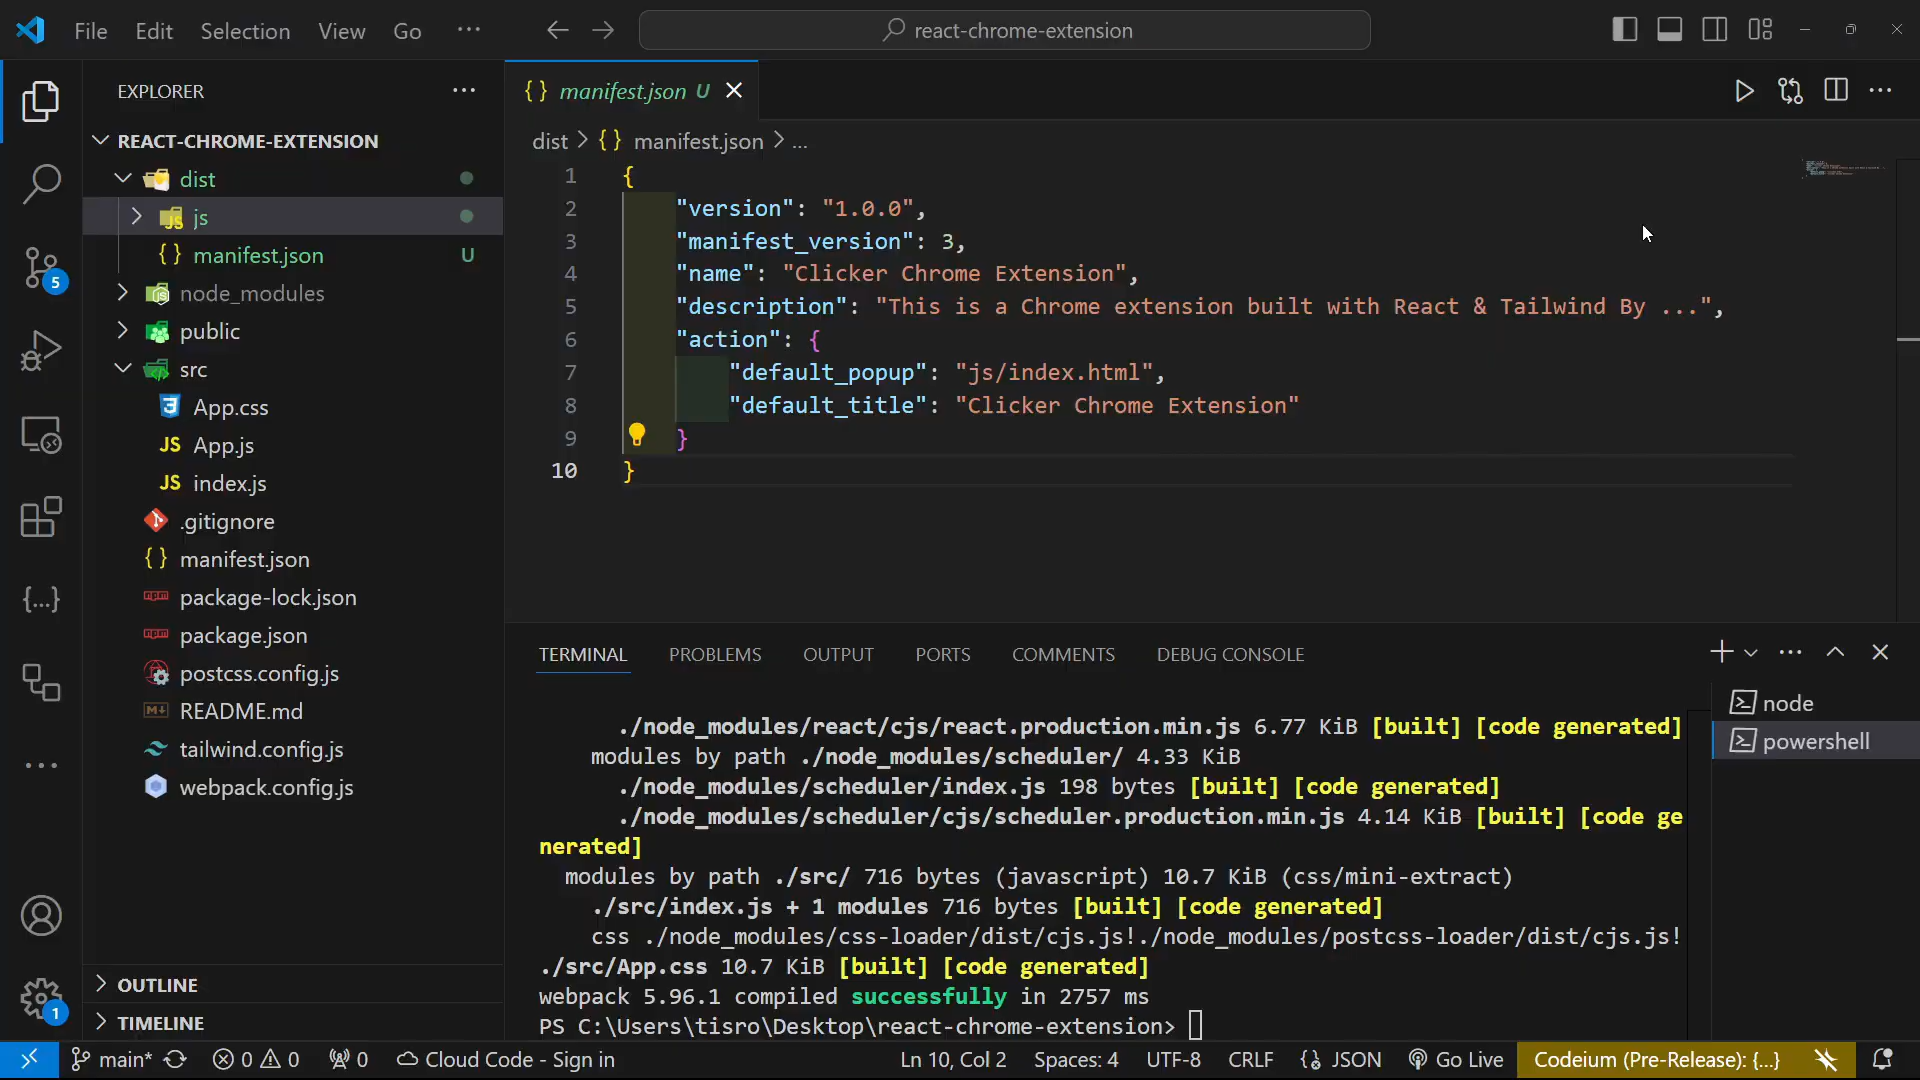 File Edit Selection View Go ··· react-chrome-extension
EXPLORER ···
REACT-CHROME-EXTENSION
dist
js
manifest.json U
node_modules
public
src
App.css
App.js
index.js
.gitignore
manifest.json
package-lock.json
package.json
postcss.config.js
README.md
tailwind.config.js
webpack.config.js
OUTLINE
TIMELINE
5
1
{} manifest.json U
dist > {} manifest.json > ...
1 {
2 "version": "1.0.0",
3 "manifest_version": 3,
4 "name": "Clicker Chrome Extension",
5 "description": "This is a Chrome extension built with React & Tailwind By ...",
6 "action": {
7 "default_popup": "js/index.html",
8 "default_title": "Clicker Chrome Extension"
9 }
10 }
TERMINAL PROBLEMS OUTPUT PORTS COMMENTS DEBUG CONSOLE
node
powershell
./node_modules/react/cjs/react.production.min.js 6.77 KiB [built] [code generated]
modules by path ./node_modules/scheduler/ 4.33 KiB
./node_modules/scheduler/index.js 198 bytes [built] [code generated]
./node_modules/scheduler/cjs/scheduler.production.min.js 4.14 KiB [built] [code ge
nerated]
modules by path ./src/ 716 bytes (javascript) 10.7 KiB (css/mini-extract)
./src/index.js + 1 modules 716 bytes [built] [code generated]
css ./node_modules/css-loader/dist/cjs.js!./node_modules/postcss-loader/dist/cjs.js!
./src/App.css 10.7 KiB [built] [code generated]
webpack 5.96.1 compiled successfully in 2757 ms
PS C:\Users\tisro\Desktop\react-chrome-extension>
main* 0 0 0 Cloud Code - Sign in Ln 10, Col 2 Spaces: 4 UTF-8 CRLF {} JSON Go Live Codeium (Pre-Release): {...}